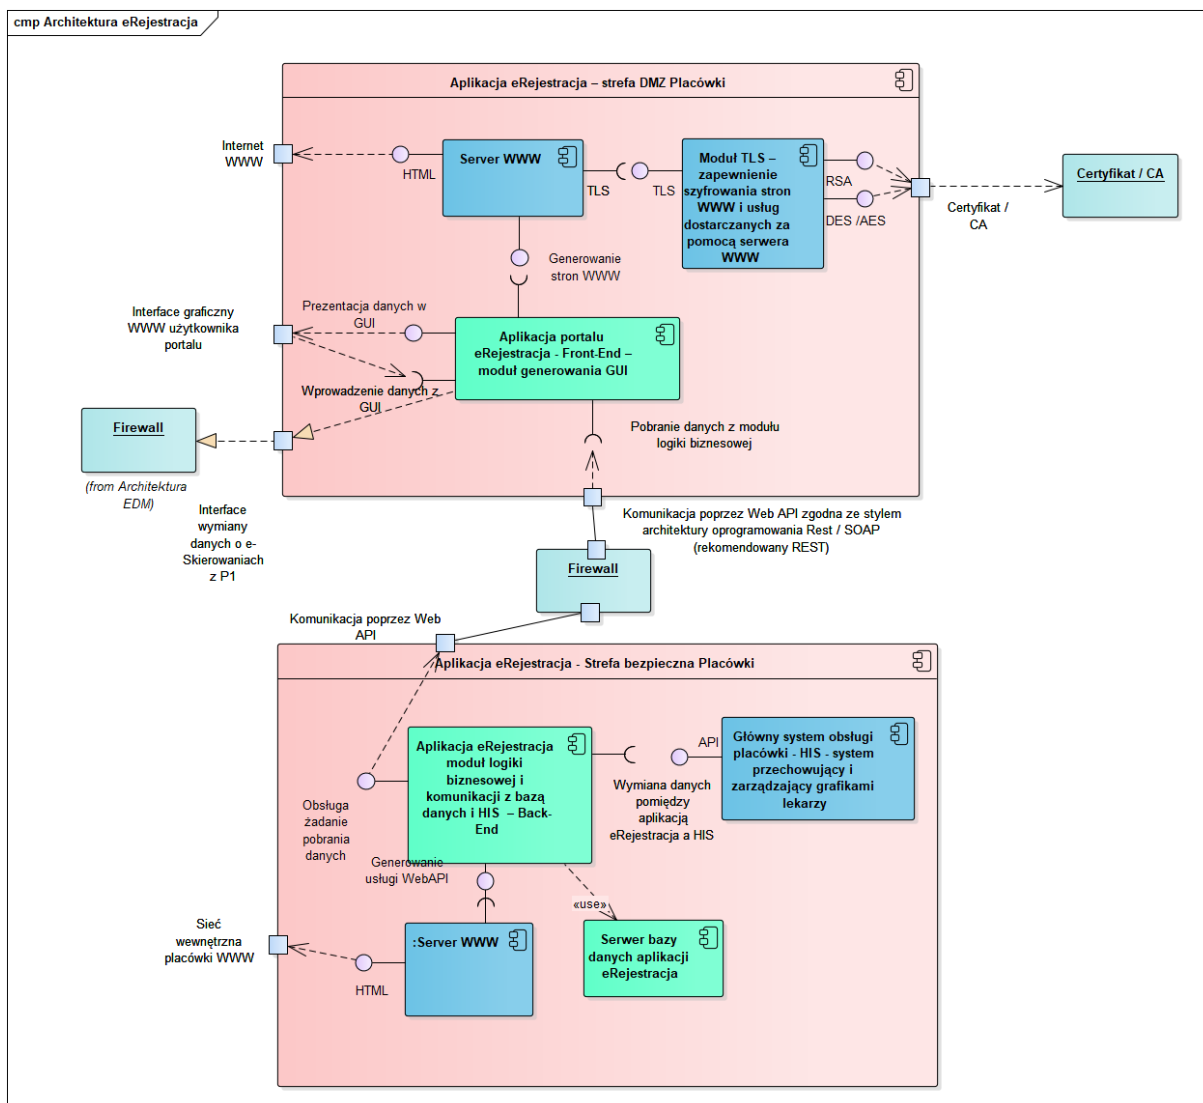 cmp Architektura eRejestracja
Aplikacja eRejestracja – strefa DMZ Placówki
Internet
WWW
HTML
Server WWW
TLS
TLS
Moduł TLS –
zapewnienie
szyfrowania stron
WWW i usług
dostarczanych za
pomocą serwera
WWW
RSA
DES /AES
Certyfikat /
CA
Certyfikat / CA
Generowanie
stron WWW
Interface graficzny
WWW użytkownika
portalu
Prezentacja danych w
GUI
Aplikacja portalu
eRejestracja - Front-End –
moduł generowania GUI
Wprowadzenie danych z
GUI
Firewall
(from Architektura
EDM)
Interface
wymiany
danych o e-
Skierowaniach
z P1
Pobranie danych z modułu
logiki biznesowej
Komunikacja poprzez Web API zgodna ze stylem
architektury oprogramowania Rest / SOAP
(rekomendowany REST)
Firewall
Komunikacja poprzez Web
API
Aplikacja eRejestracja - Strefa bezpieczna Placówki
Aplikacja eRejestracja
moduł logiki
biznesowej i
komunikacji z bazą
danych i HIS – Back-
End
API
Główny system obsługi
placówki - HIS - system
przechowujący i
zarządzający grafikami
lekarzy
Wymiana danych
pomiędzy
aplikacją
eRejestracja a HIS
Obsługa
żadanie
pobrania
danych
Generowanie
usługi WebAPI
«use»
Sieć
wewnętrzna
placówki WWW
HTML
:Server WWW
Serwer bazy
danych aplikacji
eRejestracja